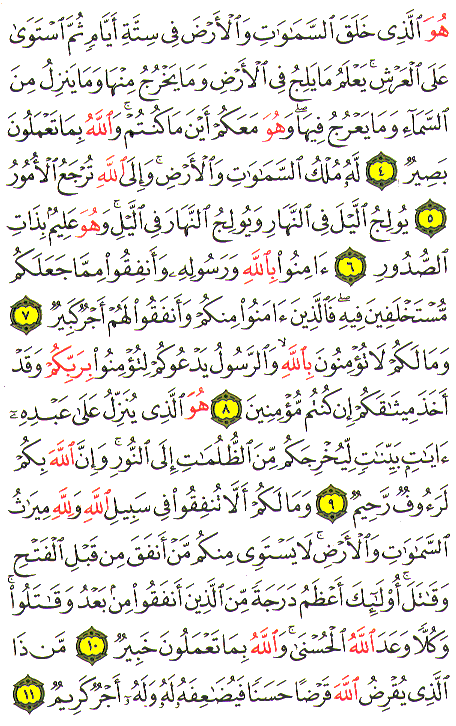 هُوَ ٱلَّذِى خَلَقَ ٱلسَّمَـٰوَٰتِ وَٱلْأَرْضَ فِى سِتَّةِ أَيَّامٍ ثُمَّ ٱسْتَوَىٰ
عَلَى ٱلْعَرْشِ ۚ يَعْلَمُ مَا يَلِجُ فِى ٱلْأَرْضِ وَمَا يَخْرُجُ مِنْهَا وَمَا يَنزِلُ مِنَ
ٱلسَّمَآءِ وَمَا يَعْرُجُ فِيهَا ۖ وَهُوَ مَعَكُمْ أَيْنَ مَا كُنتُمْ ۚ وَٱللَّهُ بِمَا تَعْمَلُونَ
بَصِيرٌ ٤ لَّهُۥ مُلْكُ ٱلسَّمَـٰوَٰتِ وَٱلْأَرْضِ ۚ وَإِلَى ٱللَّهِ تُرْجَعُ ٱلْأُمُورُ
٥ يُولِجُ ٱلَّيْلَ فِى ٱلنَّهَارِ وَيُولِجُ ٱلنَّهَارَ فِى ٱلَّيْلِ ۚ وَهُوَ عَلِيمٌۢ بِذَاتِ
ٱلصُّدُورِ ٦ ءَامِنُوا۟ بِٱللَّهِ وَرَسُولِهِۦ وَأَنفِقُوا۟ مِمَّا جَعَلَكُم
مُّسْتَخْلَفِينَ فِيهِ ۖ فَٱلَّذِينَ ءَامَنُوا۟ مِنكُمْ وَأَنفَقُوا۟ لَهُمْ أَجْرٌ كَبِيرٌ ٧
وَمَا لَكُمْ لَا تُؤْمِنُونَ بِٱللَّهِ ۙ وَٱلرَّسُولُ يَدْعُوكُمْ لِتُؤْمِنُوا۟ بِرَبِّكُمْ وَقَدْ
أَخَذَ مِيثَـٰقَكُمْ إِن كُنتُم مُّؤْمِنِينَ ٨ هُوَ ٱلَّذِى يُنَزِّلُ عَلَىٰ عَبْدِهِۦٓ
ءَايَـٰتٍۭ بَيِّنَـٰتٍ لِّيُخْرِجَكُم مِّنَ ٱلظُّلُمَـٰتِ إِلَى ٱلنُّورِ ۚ وَإِنَّ ٱللَّهَ بِكُمْ
لَرَءُوفٌ رَّحِيمٌ ٩ وَمَا لَكُمْ أَلَّا تُنفِقُوا۟ فِى سَبِيلِ ٱللَّهِ وَلِلَّهِ مِيرَٰثُ
ٱلسَّمَـٰوَٰتِ وَٱلْأَرْضِ ۚ لَا يَسْتَوِى مِنكُم مَّنْ أَنفَقَ مِن قَبْلِ ٱلْفَتْحِ
وَقَـٰتَلَ ۚ أُو۟لَـٰٓئِكَ أَعْظَمُ دَرَجَةً مِّنَ ٱلَّذِينَ أَنفَقُوا۟ مِنۢ بَعْدُ وَقَـٰتَلُوا۟ ۚ
وَكُلًّا وَعَدَ ٱللَّهُ ٱلْحُسْنَىٰ ۚ وَٱللَّهُ بِمَا تَعْمَلُونَ خَبِيرٌ ١٠ مَّن ذَا
ٱلَّذِى يُقْرِضُ ٱللَّهَ قَرْضًا حَسَنًا فَيُضَـٰعِفَهُۥ لَهُۥ وَلَهُۥٓ أَجْرٌ كَرِيمٌ ١١